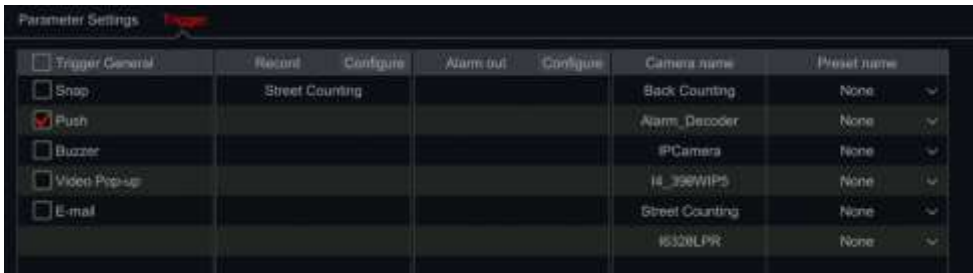 Parameter Settings Trigger
Trigger General Record Configure Alarm out Configure Camera name Preset name
Snap Street Counting Back Counting None
Push Alarm_Decoder None
Buzzer IPCamera None
Video Pop-up None
E-mail Street Counting None
None